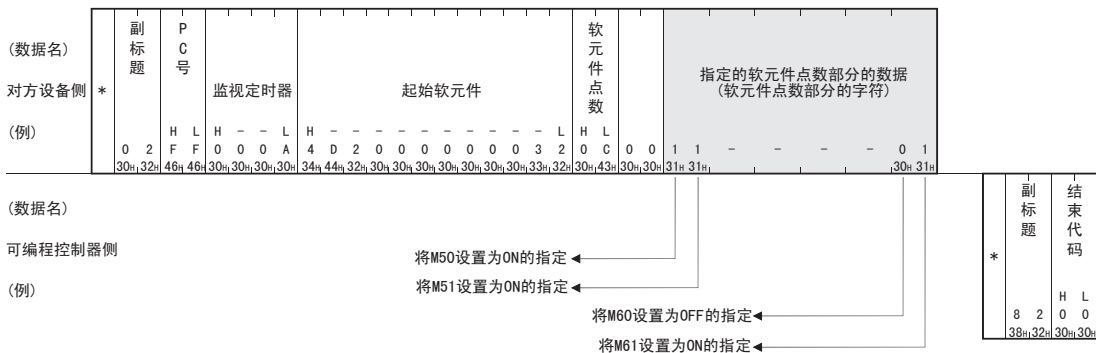 (数据名)
对方设备侧
(例)
*
副标题
PC号
监视定时器
起始软元件
软元件点数
指定的软元件点数部分的数据
(软元件点数部分的字符)
H L H - - L H - - - - - - - - - - L H L
0 2 F F 0 0 0 A 4 D 2 0 0 0 0 0 0 0 3 2 0 C 0 0 1 1 - - - - 0 1
30H 32H 46H 46H 30H 30H 30H 30H 34H 44H 32H 30H 30H 30H 30H 30H 30H 30H 33H 32H 30H 43H 30H 30H 31H 31H 30H 31H
(数据名)
可编程控制器侧
(例)
将M50设置为ON的指定
将M51设置为ON的指定
将M60设置为OFF的指定
将M61设置为ON的指定
*
副标题
结束代码
H L
8 2 0 0
38H 32H 30H 30H